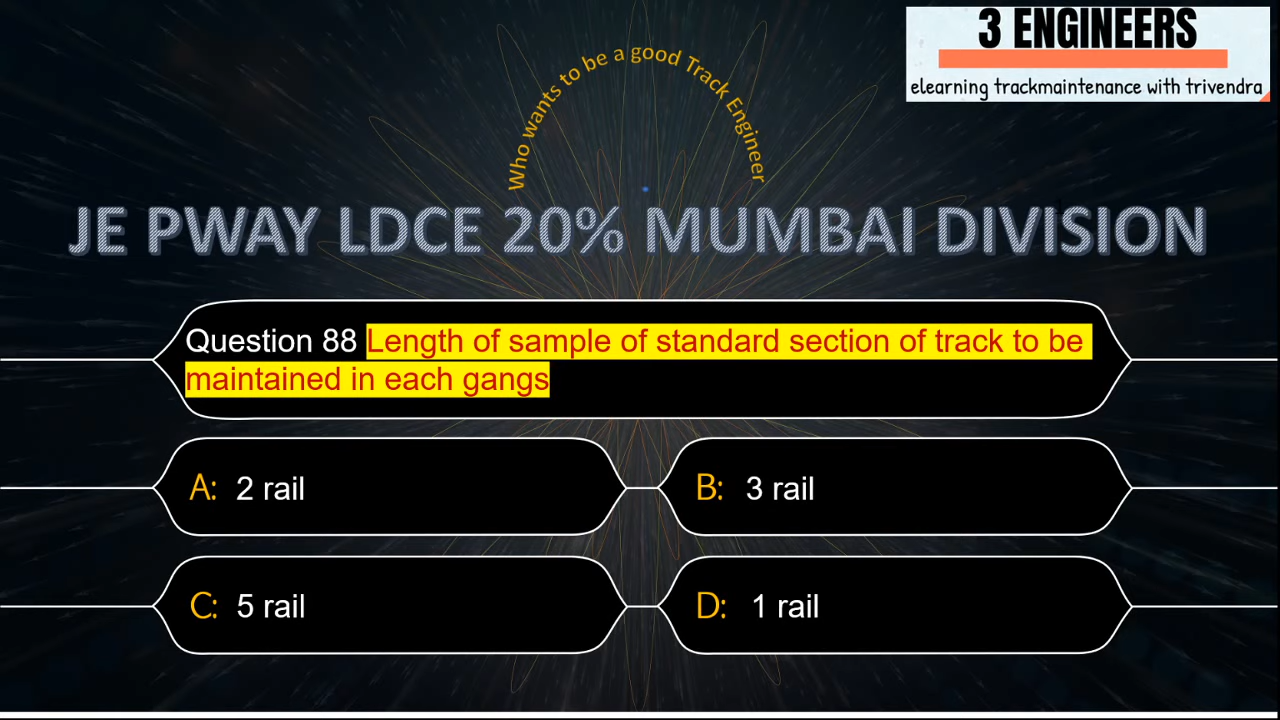 3 ENGINEERS
elearning trackmaintenance with trivendra
Who wants to be a good Track Engineer
JE PWAY LDCE 20% MUMBAI DIVISION
Question 88 Length of sample of standard section of track to be
maintained in each gangs
A: 2 rail
B: 3 rail
C: 5 rail
D: 1 rail